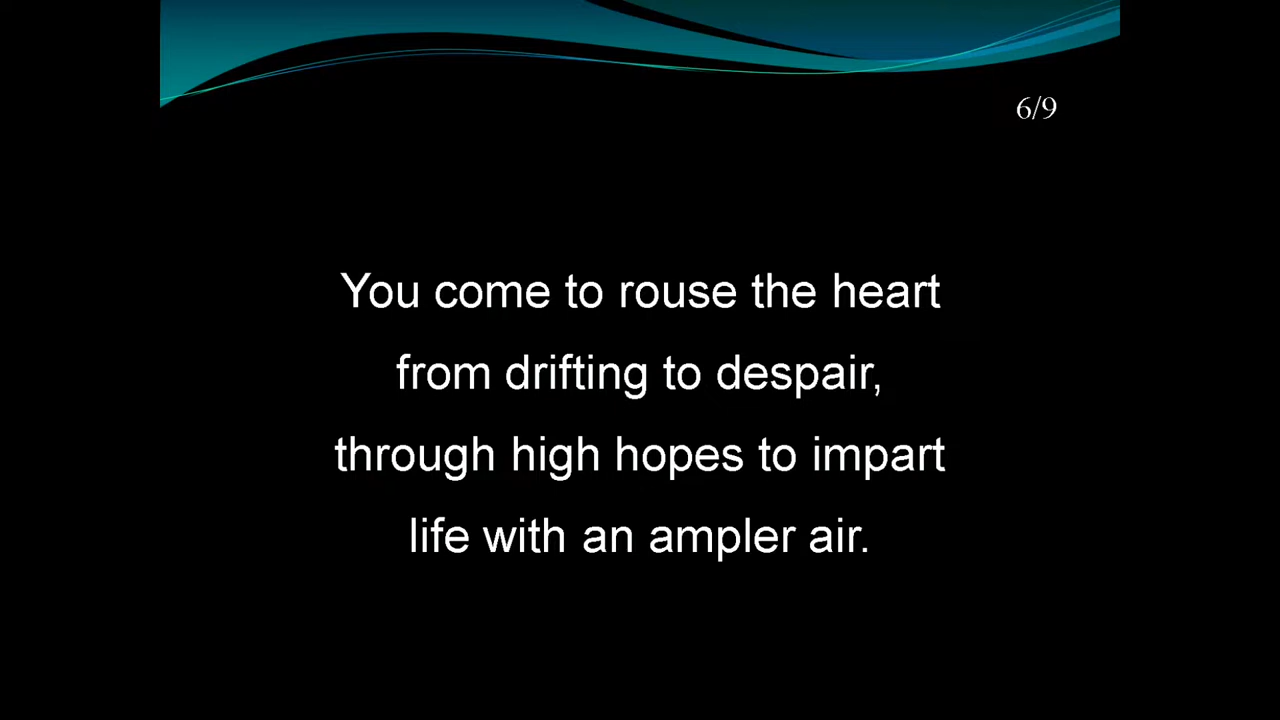 6/9
You come to rouse the heart
from drifting to despair,
through high hopes to impart
life with an ampler air.